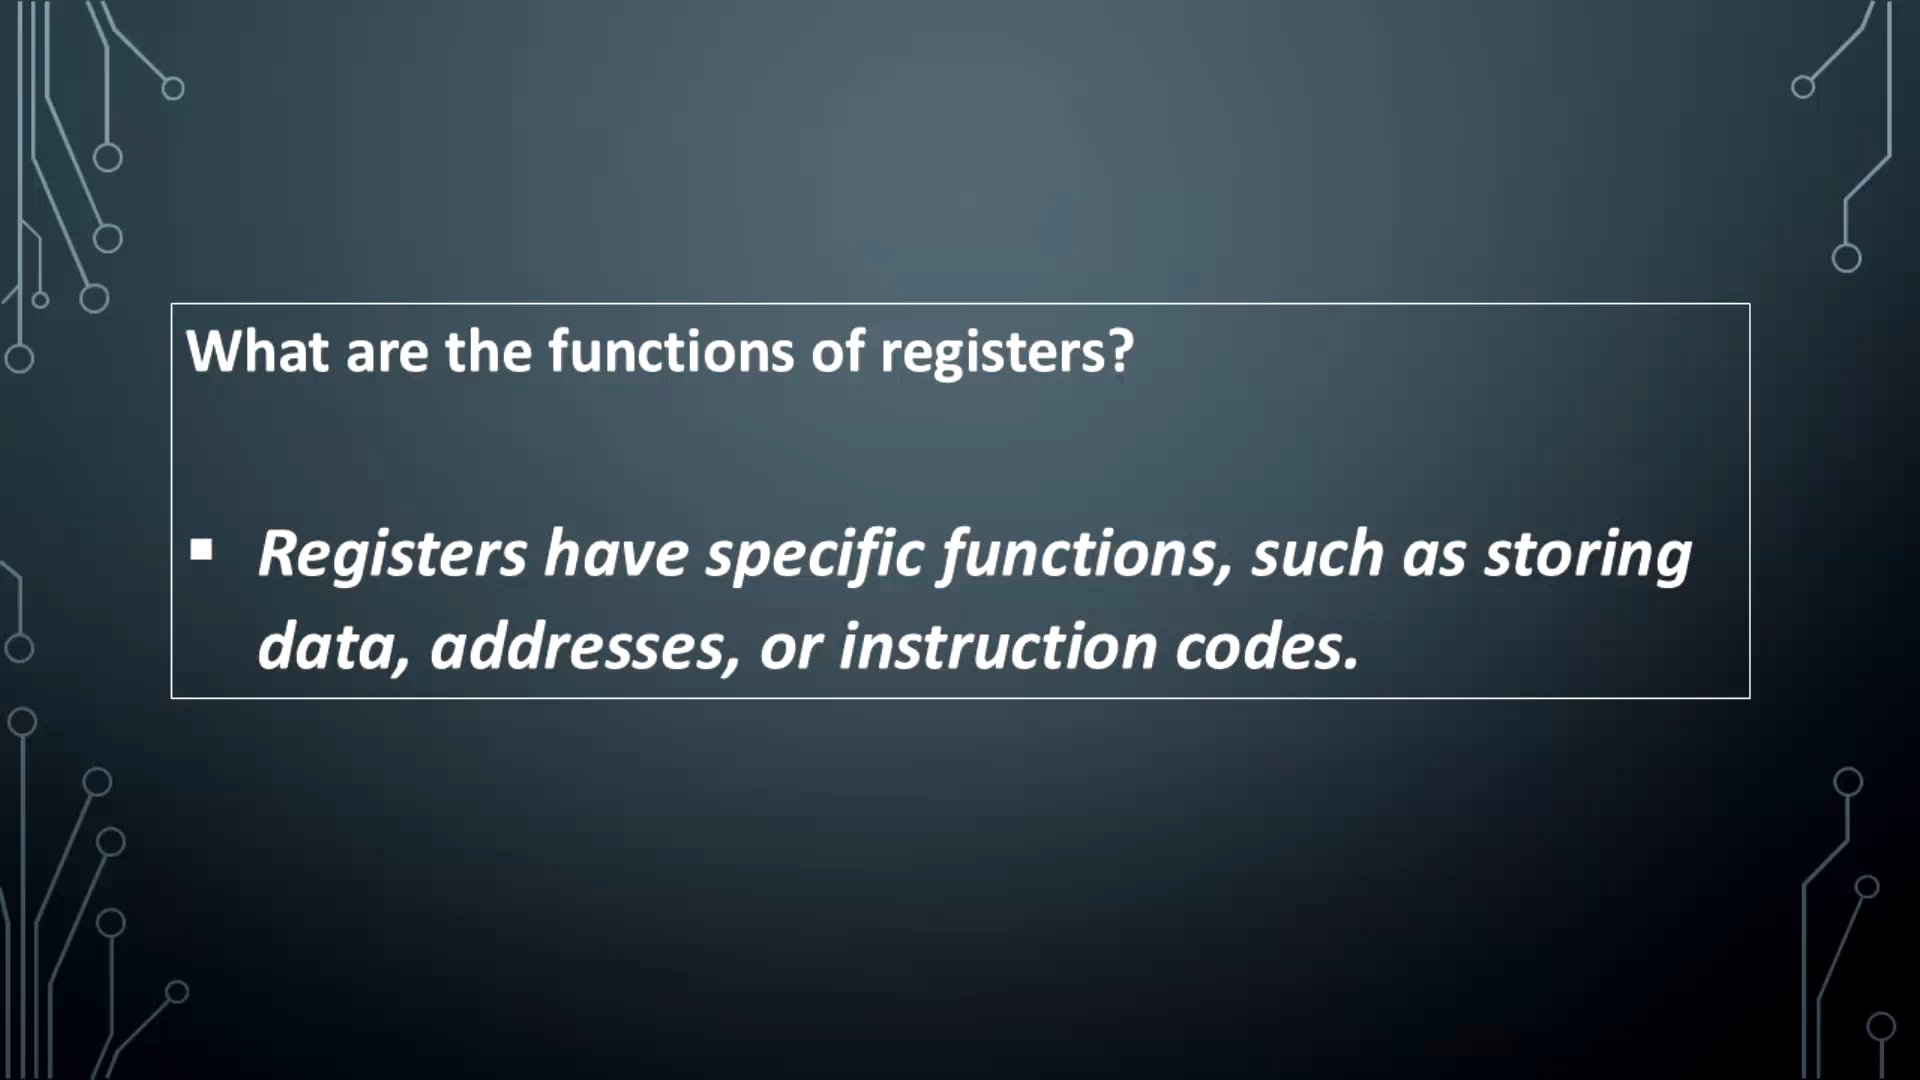 What are the functions of registers?
▪ Registers have specific functions, such as storing
data, addresses, or instruction codes.